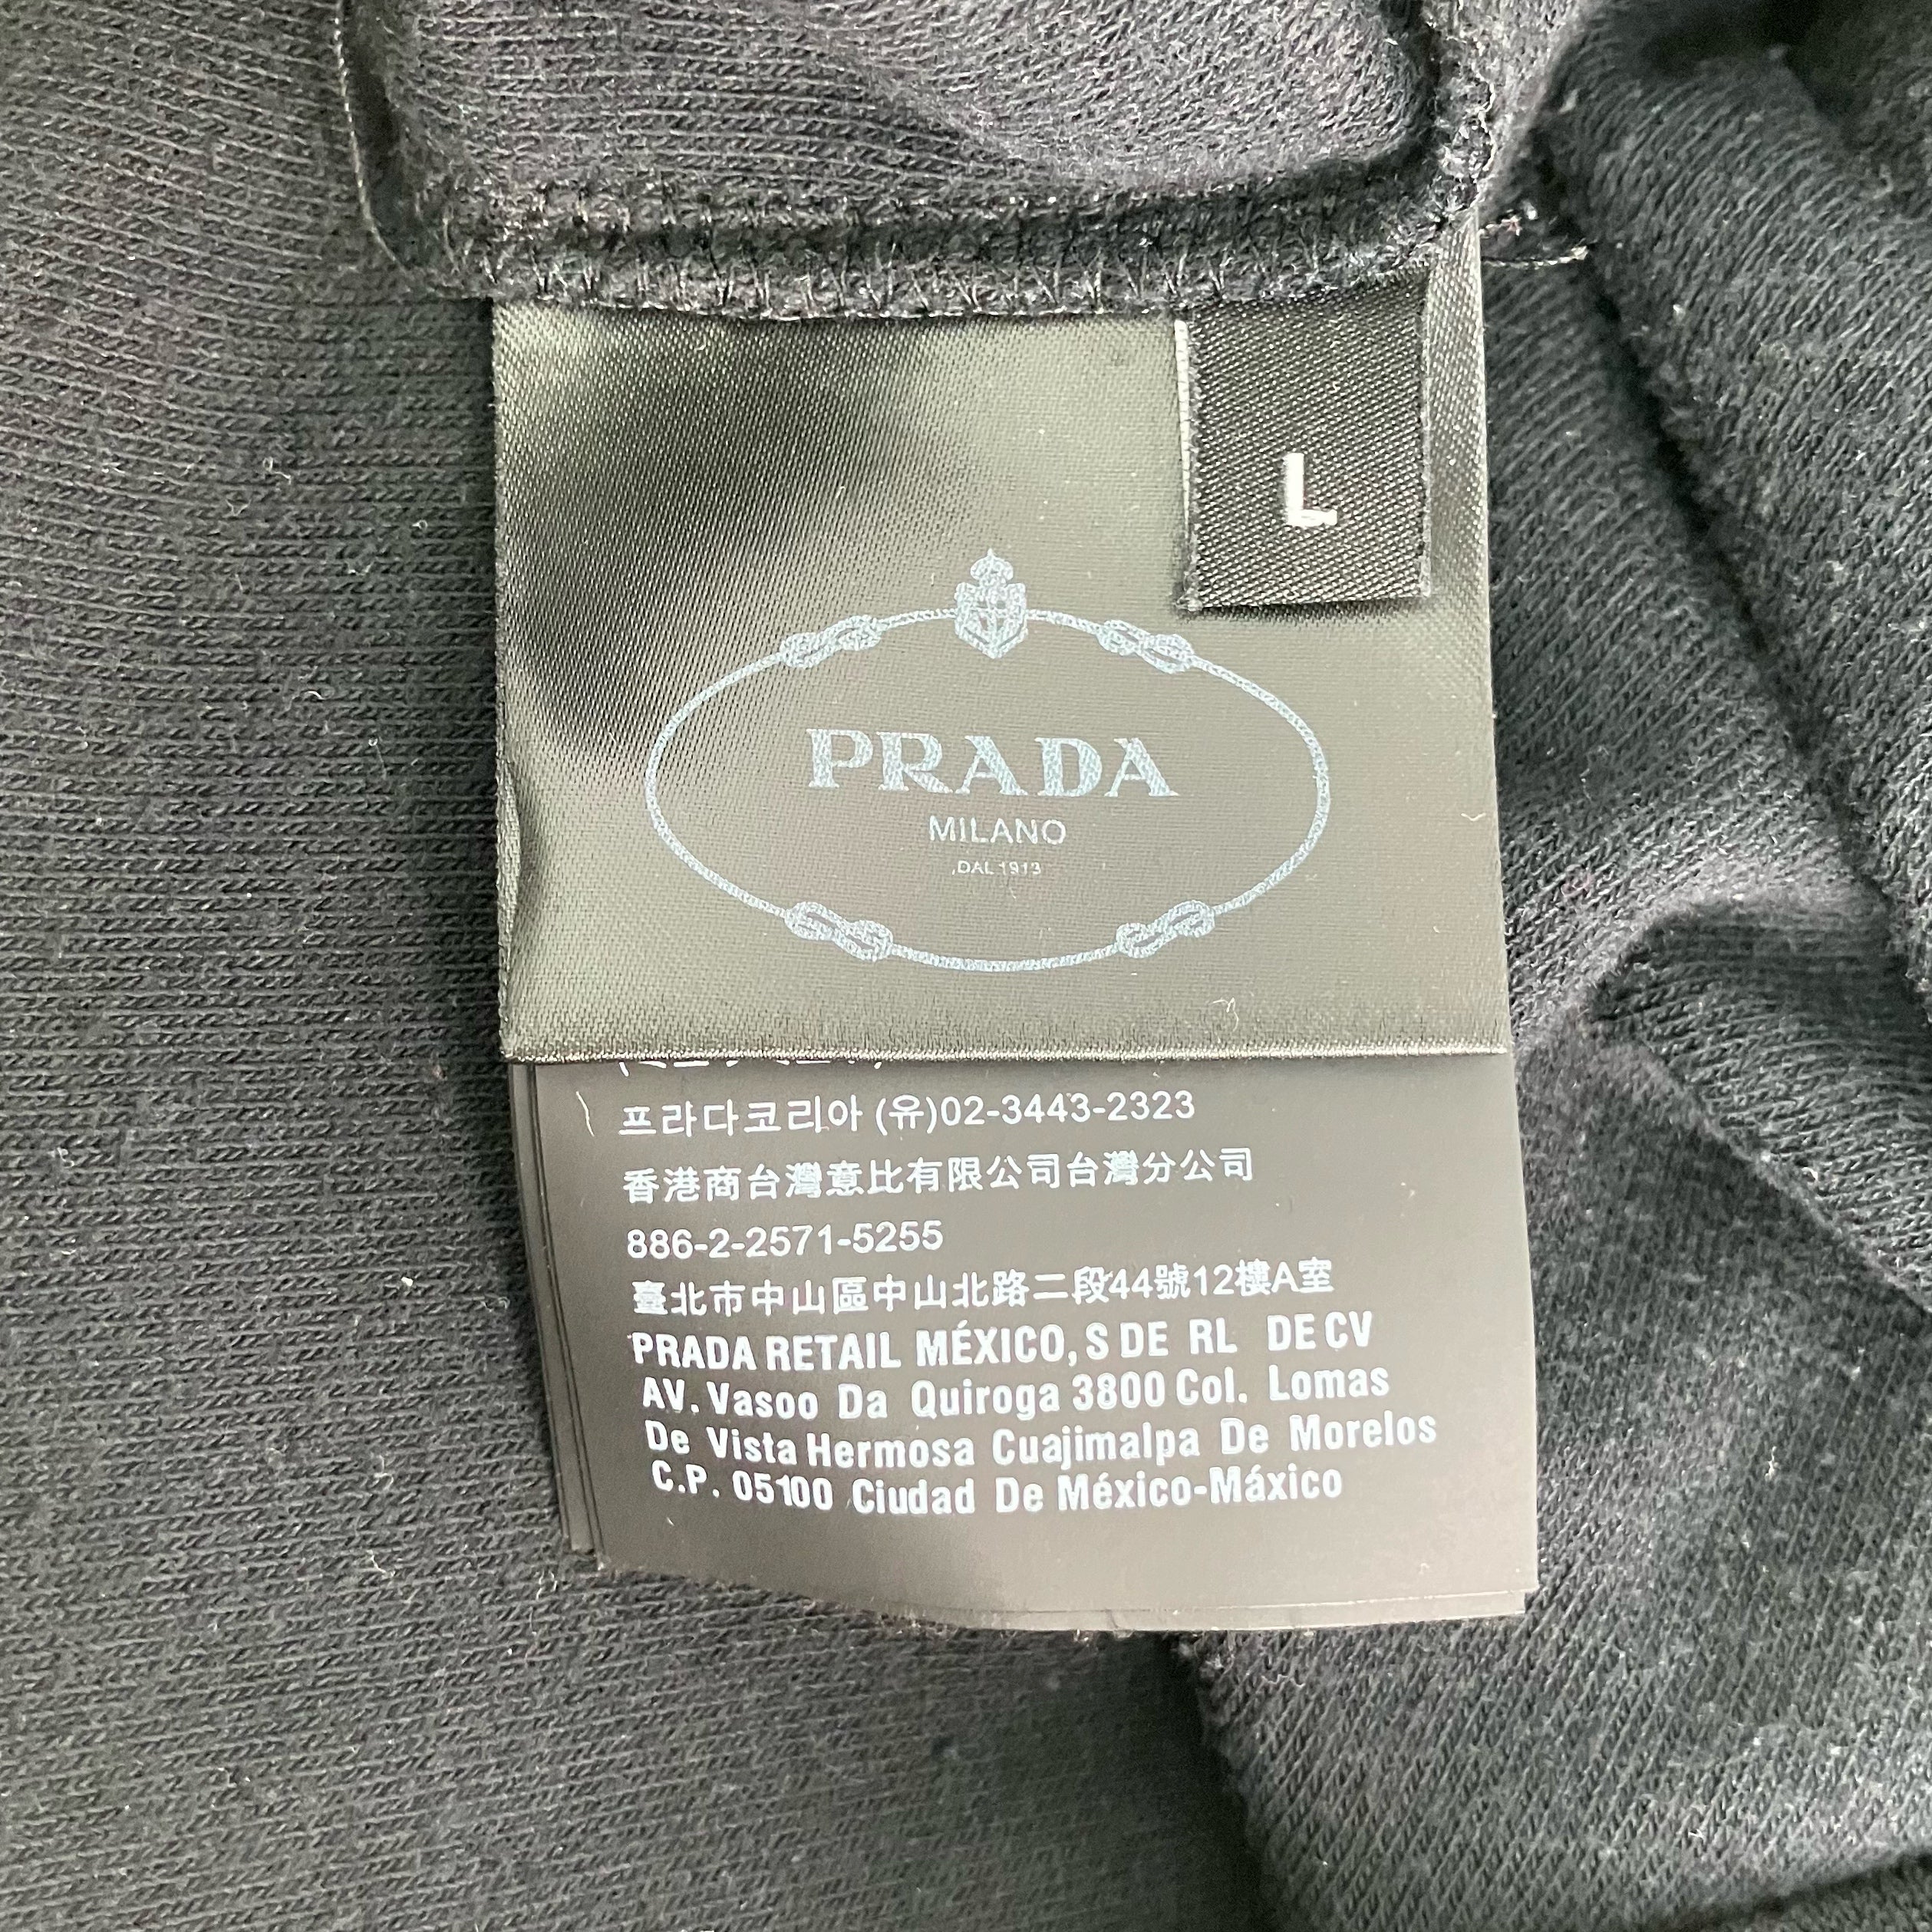 L
PRADA
MILANO
DAL 1913
프라다코리아 (유)02-3443-2323
香港商台灣意比有限公司台灣分公司
886-2-2571-5255
臺北市中山區中山北路二段44號12樓A室
PRADA RETAIL MÉXICO, S DE RL DE CV
AV. Vasoo Da Quiroga 3800 Col. Lomas
De Vista Hermosa Cuajimalpa De Morelos
C.P. 05100 Ciudad De México-Máxico